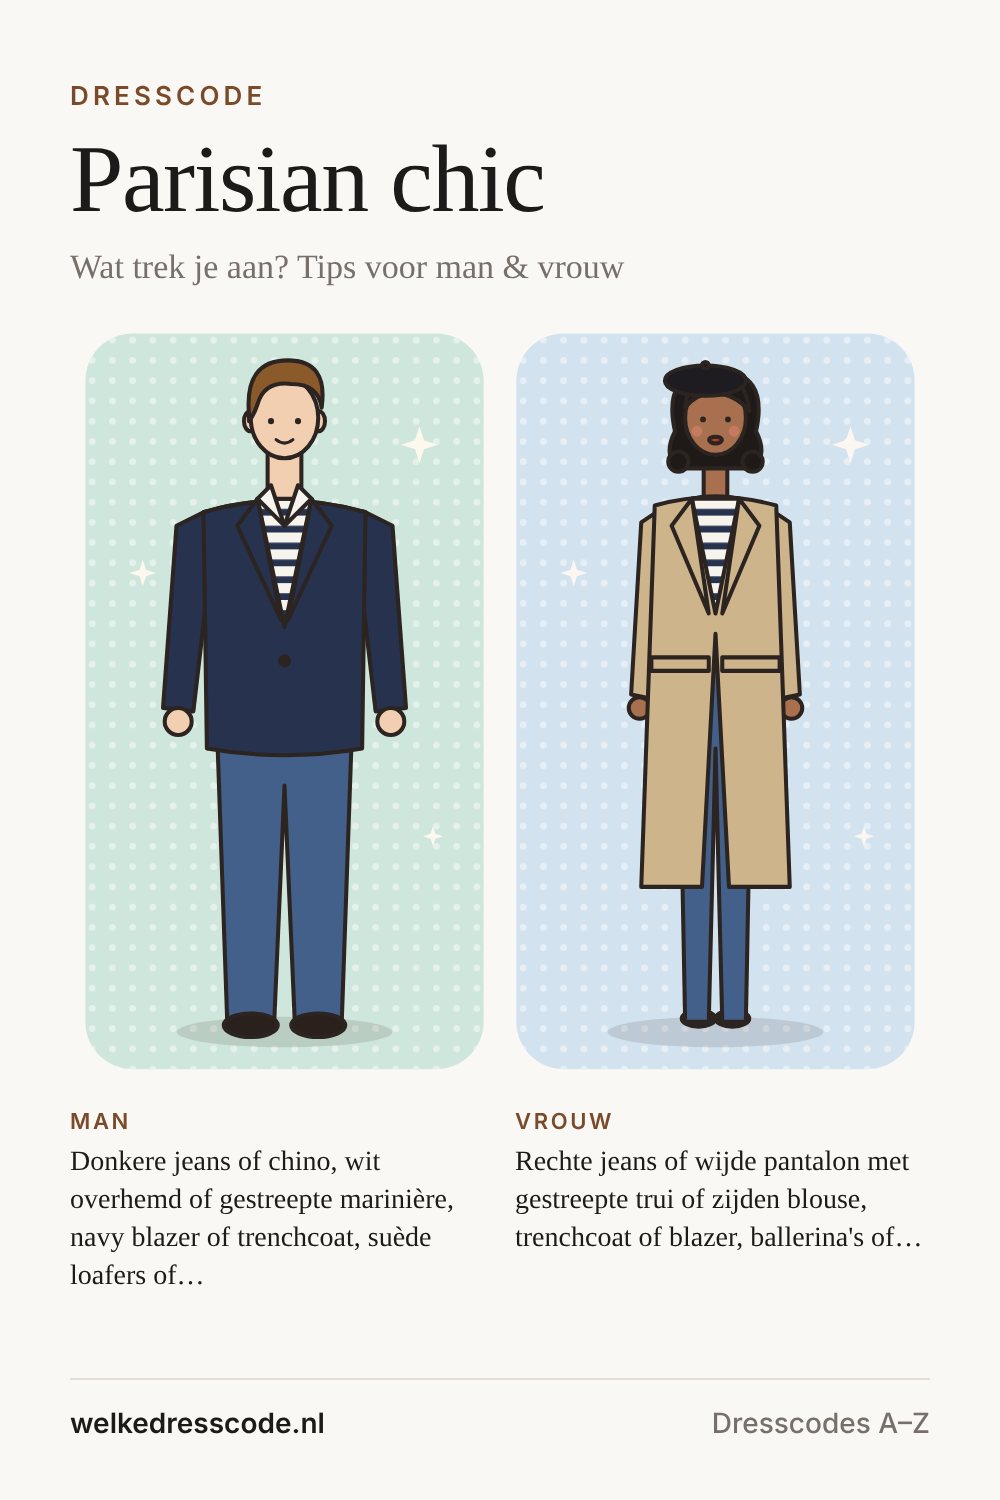 DRESSCODE
Parisian chic
Wat trek je aan? Tips voor man & vrouw
MAN
Donkere jeans of chino, wit
overhemd of gestreepte marinière,
navy blazer of trenchcoat, suède
loafers of…
VROUW
Rechte jeans of wijde pantalon met
gestreepte trui of zijden blouse,
trenchcoat of blazer, ballerina's of…
welkedresscode.nl
Dresscodes A–Z